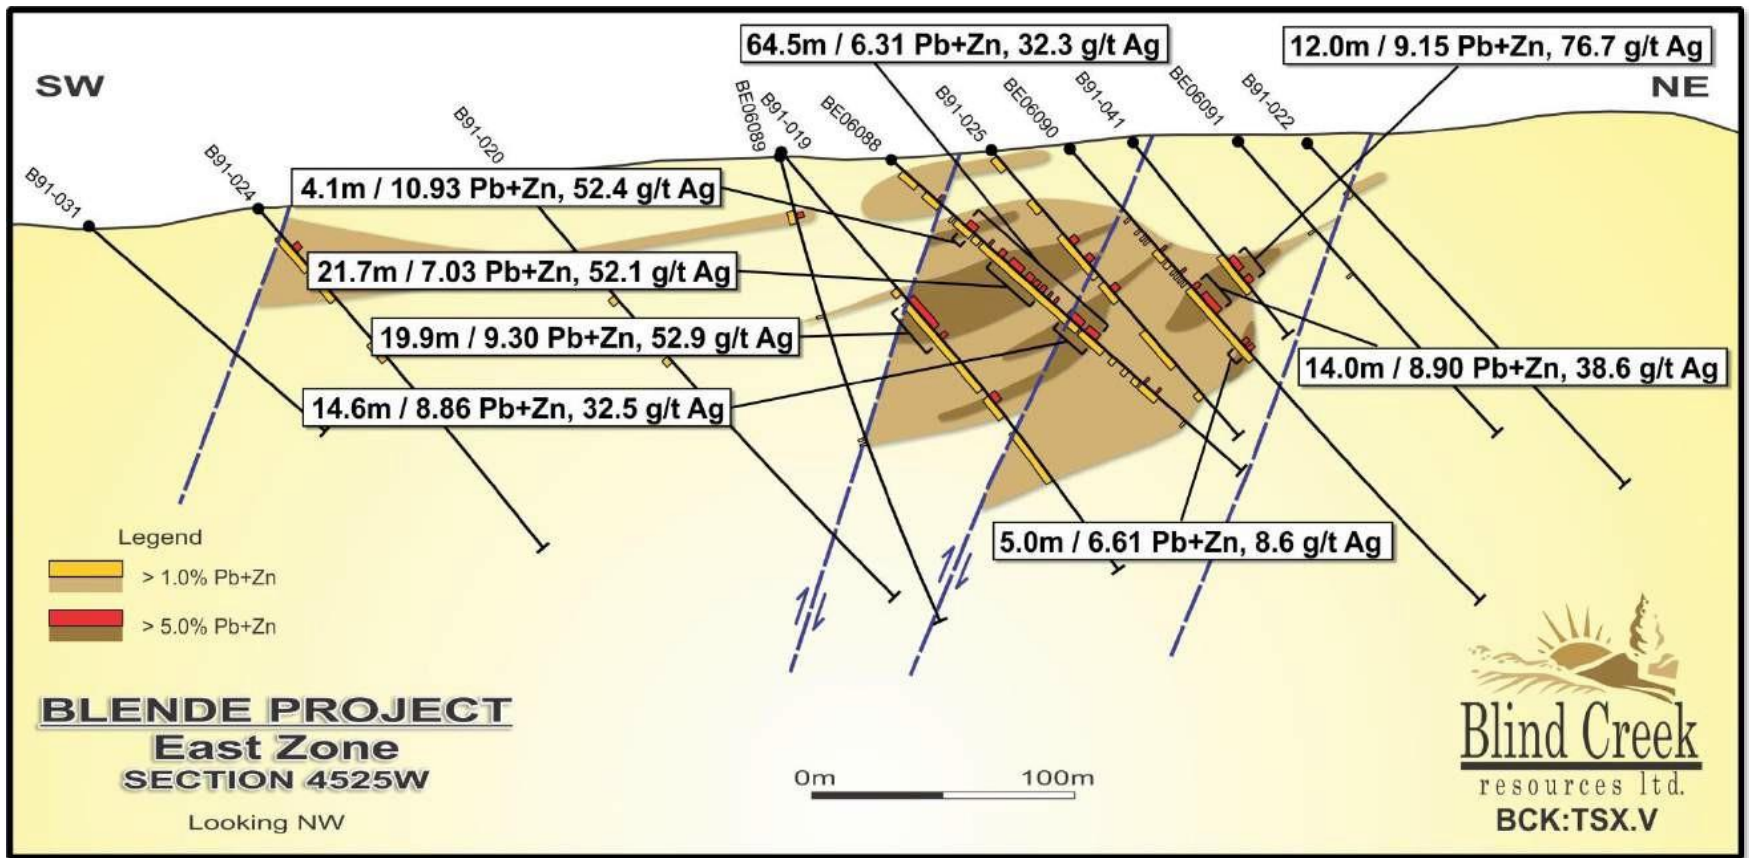 64.5m / 6.31 Pb+Zn, 32.3 g/t Ag
12.0m / 9.15 Pb+Zn, 76.7 g/t Ag
SW
NE
B91-031
B91-024
B91-020
BE06089
B91-019
BE06088
B91-025
BE06090
B91-041
BE06091
B91-022
4.1m / 10.93 Pb+Zn, 52.4 g/t Ag
21.7m / 7.03 Pb+Zn, 52.1 g/t Ag
19.9m / 9.30 Pb+Zn, 52.9 g/t Ag
14.0m / 8.90 Pb+Zn, 38.6 g/t Ag
14.6m / 8.86 Pb+Zn, 32.5 g/t Ag
5.0m / 6.61 Pb+Zn, 8.6 g/t Ag
Legend
> 1.0% Pb+Zn
> 5.0% Pb+Zn
BLENDE PROJECT
East Zone
SECTION 4525W
Looking NW
0m 100m
Blind Creek
resources ltd.
BCK:TSX.V